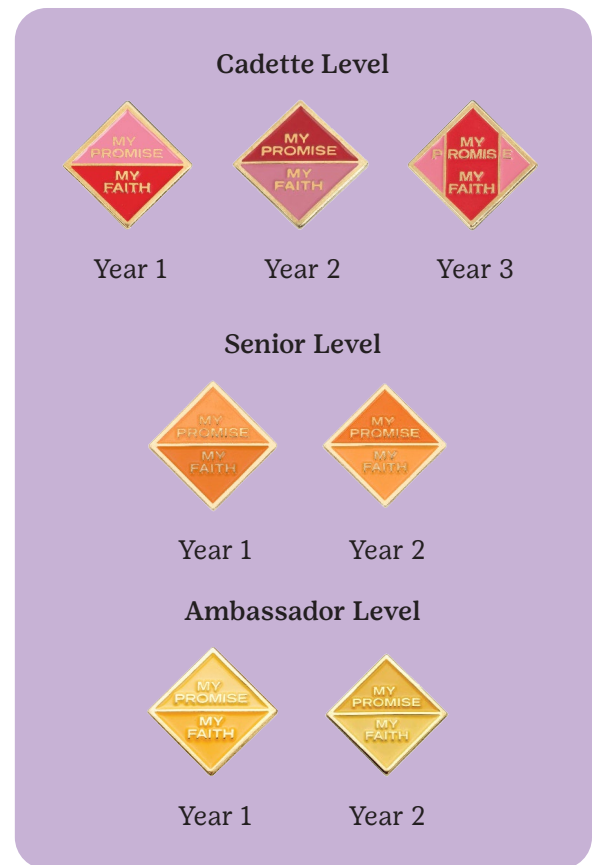 Cadette Level
MY
PROMISE
MY
FAITH
MY
PROMISE
MY
FAITH
MY
PROMISE
MY
FAITH
Year 1
Year 2
Year 3
Senior Level
MY
PROMISE
MY
FAITH
MY
PROMISE
MY
FAITH
Year 1
Year 2
Ambassador Level
MY
PROMISE
MY
FAITH
MY
PROMISE
MY
FAITH
Year 1
Year 2